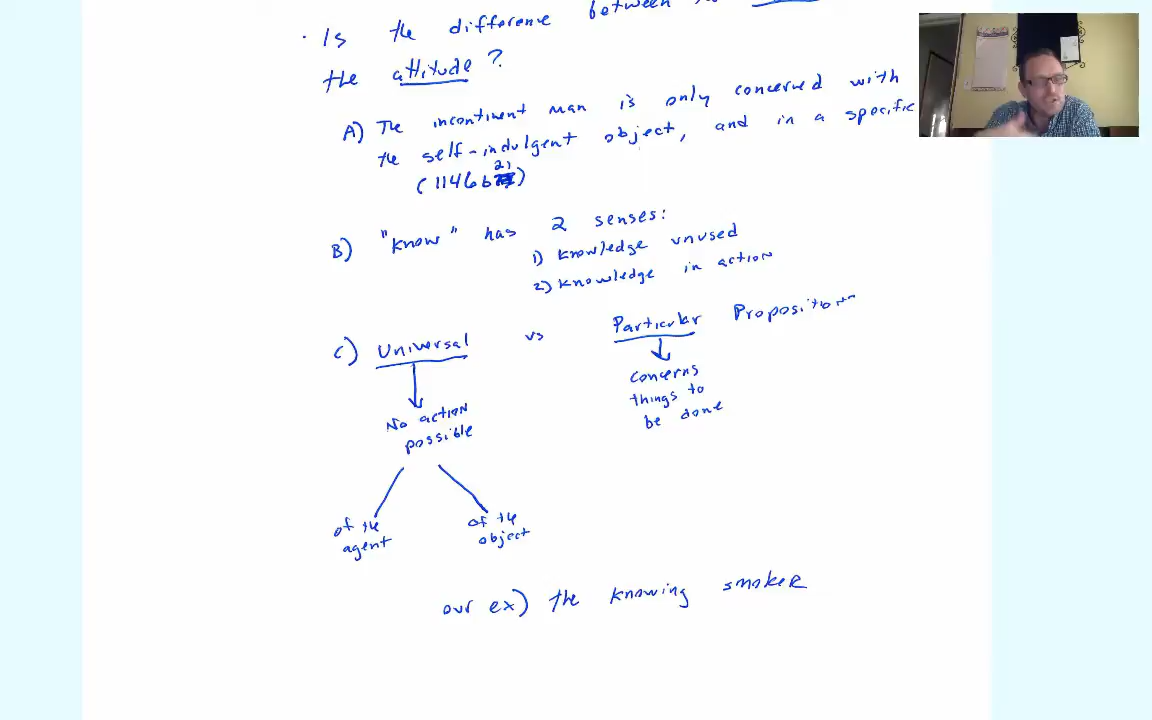 · Is the difference between
the attitude?
A) The incontinent man is only concerned with
the self-indulgent object, and in a specific
(1146b21)
B) "know" has 2 senses:
1) knowledge unused
2) knowledge in action
C) Universal vs Particular Propositions
No action
possible
concerns
things to
be done
of the
agent
of the
object
our ex) the knowing smoker